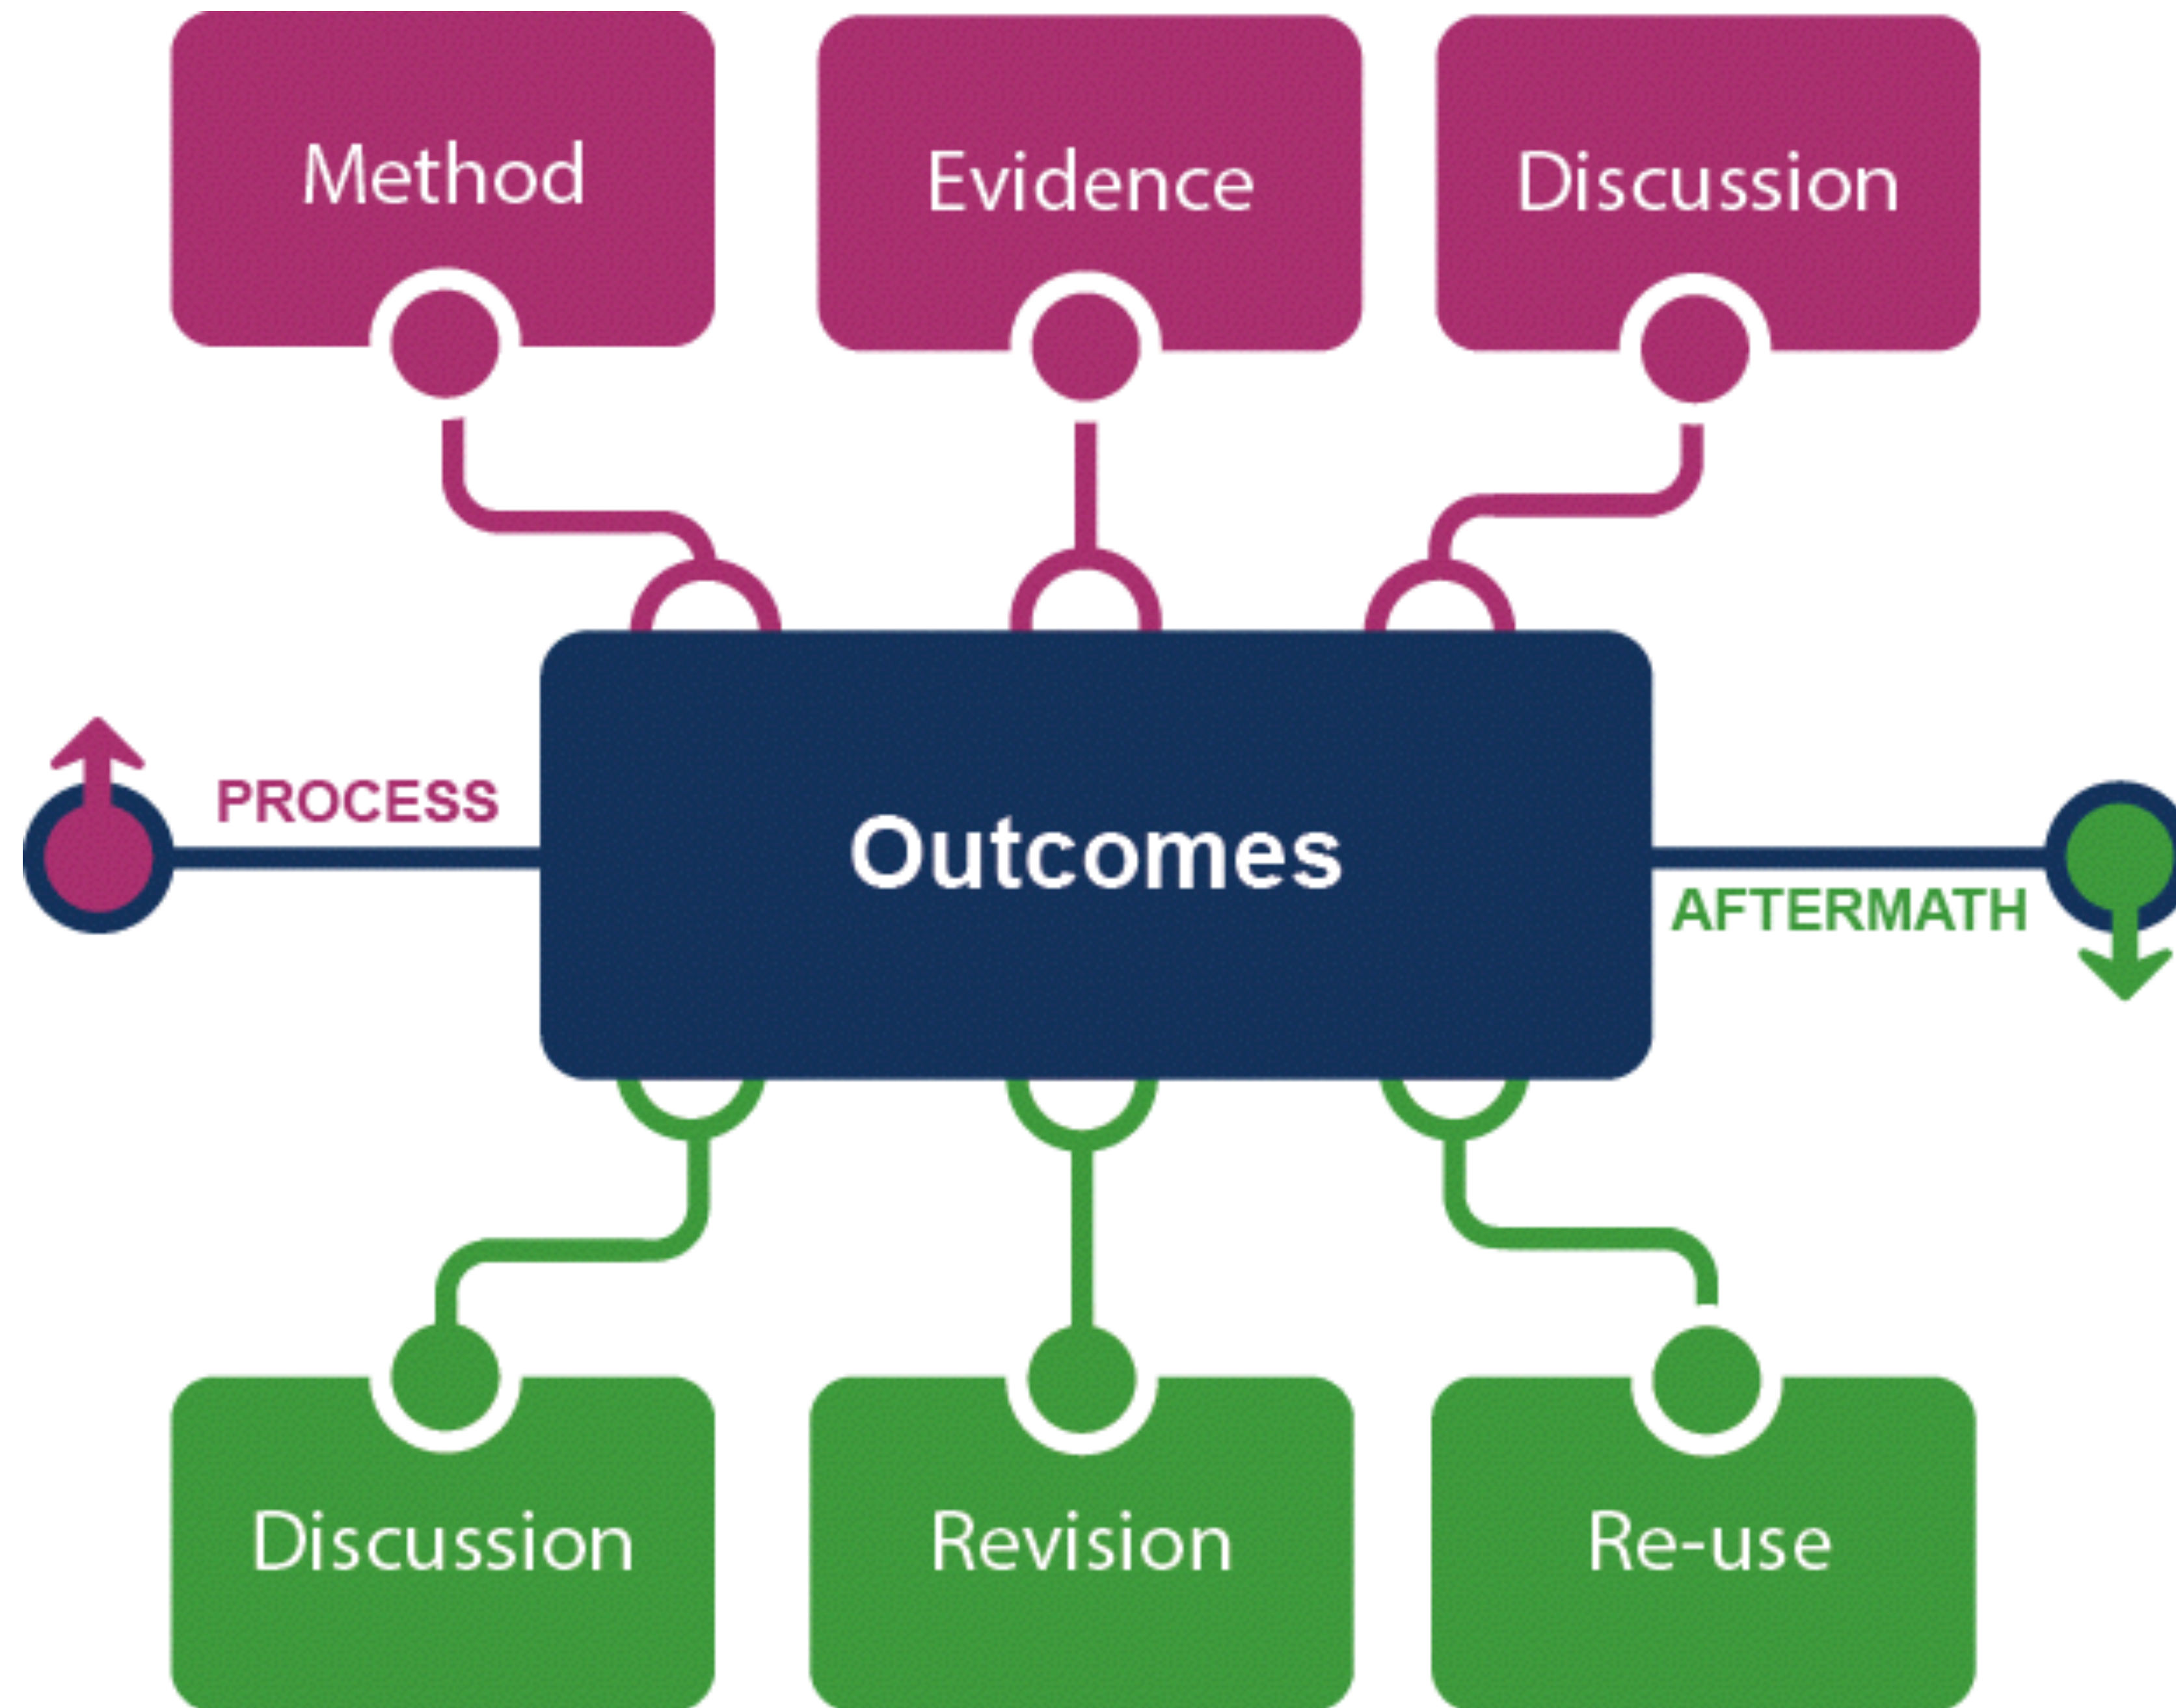 Method
Evidence
Discussion
PROCESS
Outcomes
AFTERMATH
Discussion
Revision
Re-use